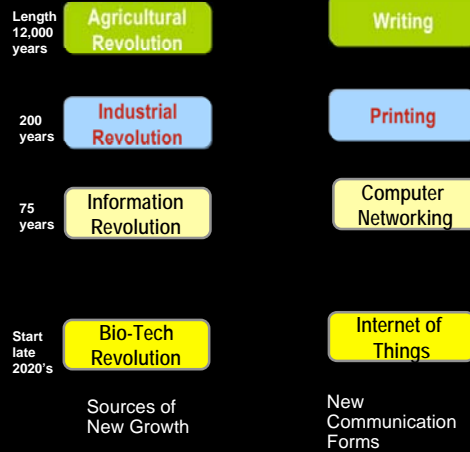 Length
12,000
years
Agricultural
Revolution
Writing
200
years
Industrial
Revolution
Printing
75
years
Information
Revolution
Computer
Networking
Start
late
2020's
Bio-Tech
Revolution
Internet of
Things
Sources of
New Growth
New
Communication
Forms